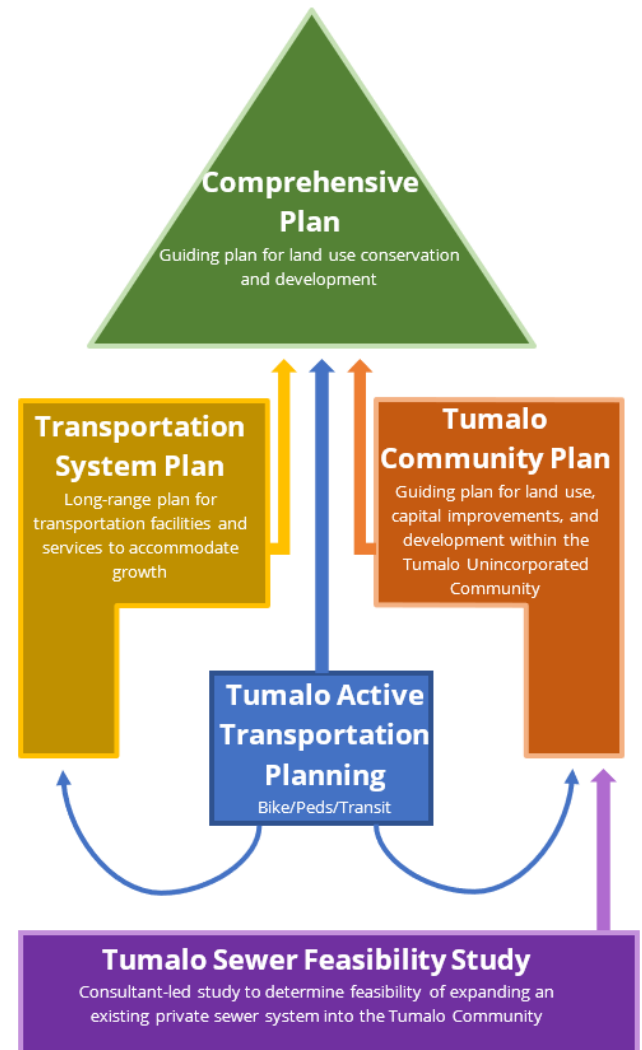 Comprehensive
Plan
Guiding plan for land use conservation
and development
Transportation
System Plan
Long-range plan for
transportation facilities and
services to accommodate
growth
Tumalo
Community Plan
Guiding plan for land use,
capital improvements, and
development within the
Tumalo Unincorporated
Community
Tumalo Active
Transportation
Planning
Bike/Peds/Transit
Tumalo Sewer Feasibility Study
Consultant-led study to determine feasibility of expanding an
existing private sewer system into the Tumalo Community